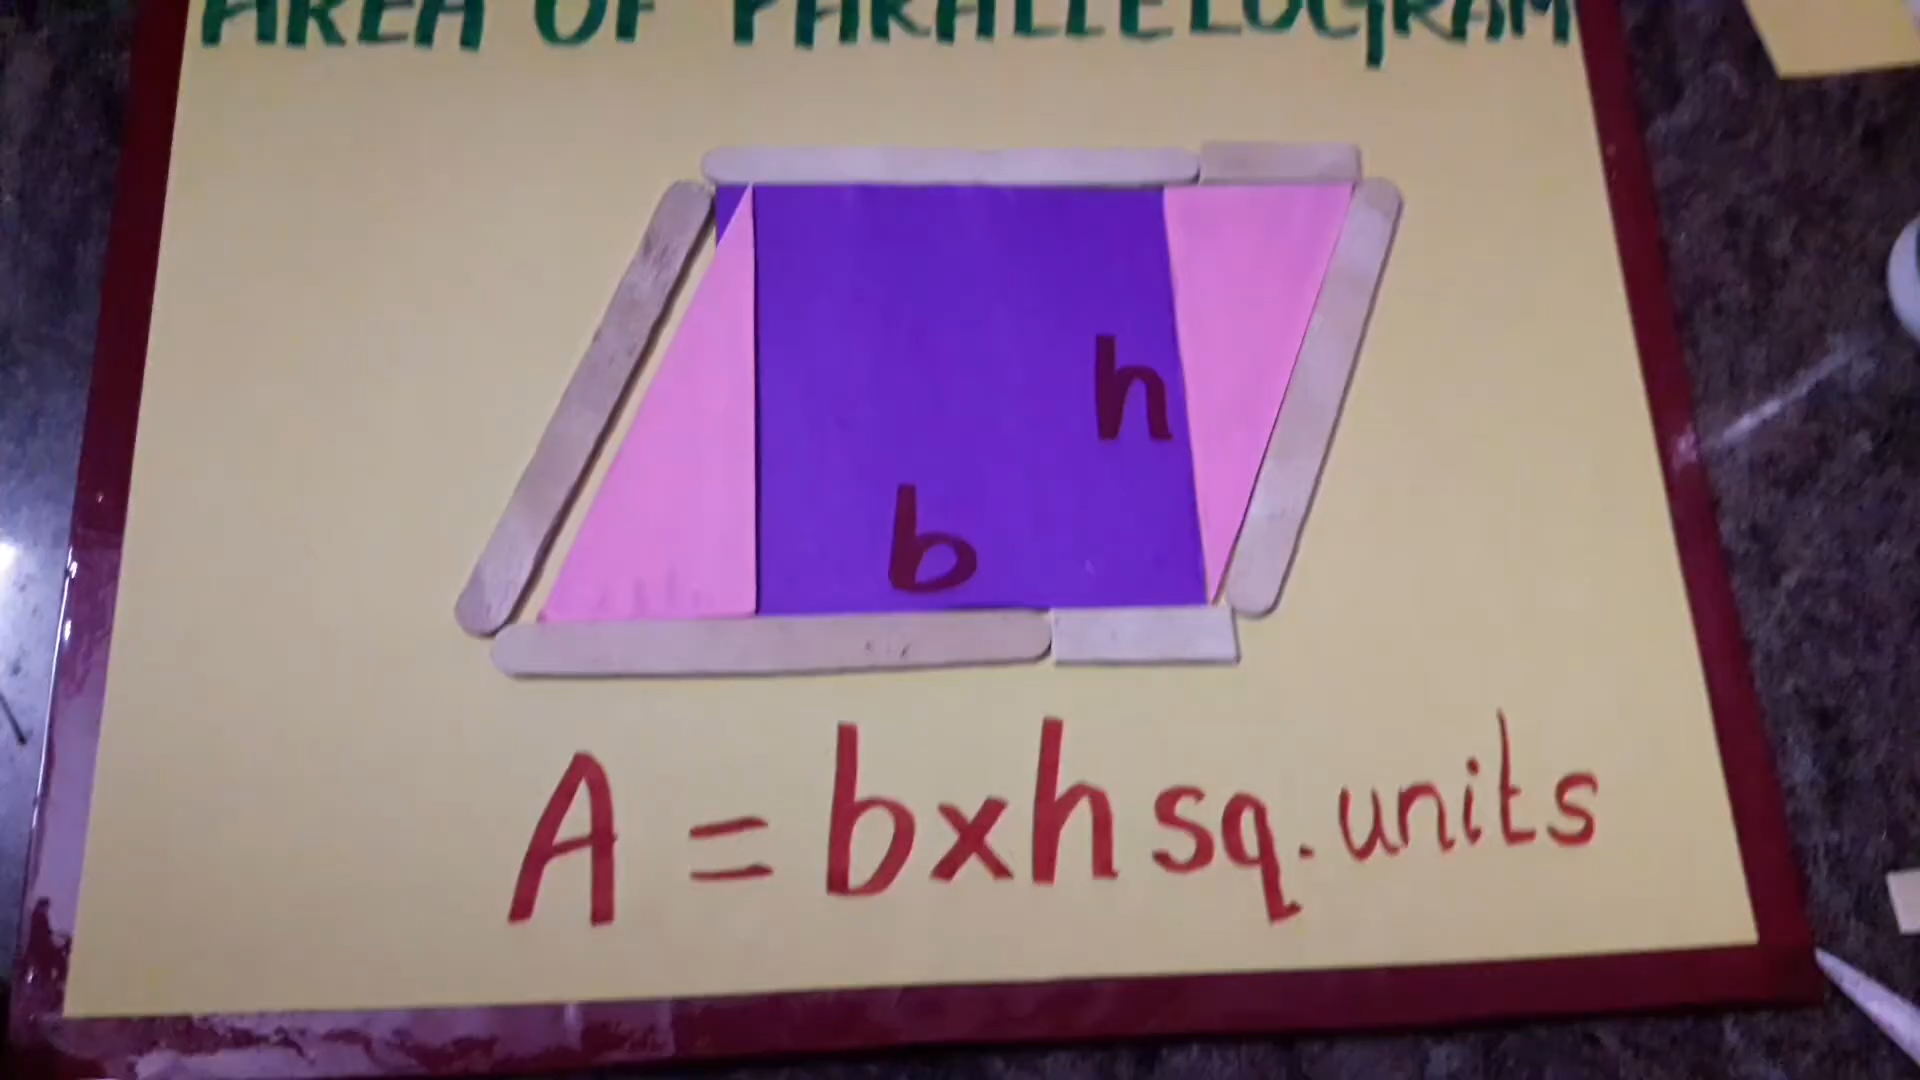 AREA OF PARALLELOGRAM
h
b
A = b×h sq. units